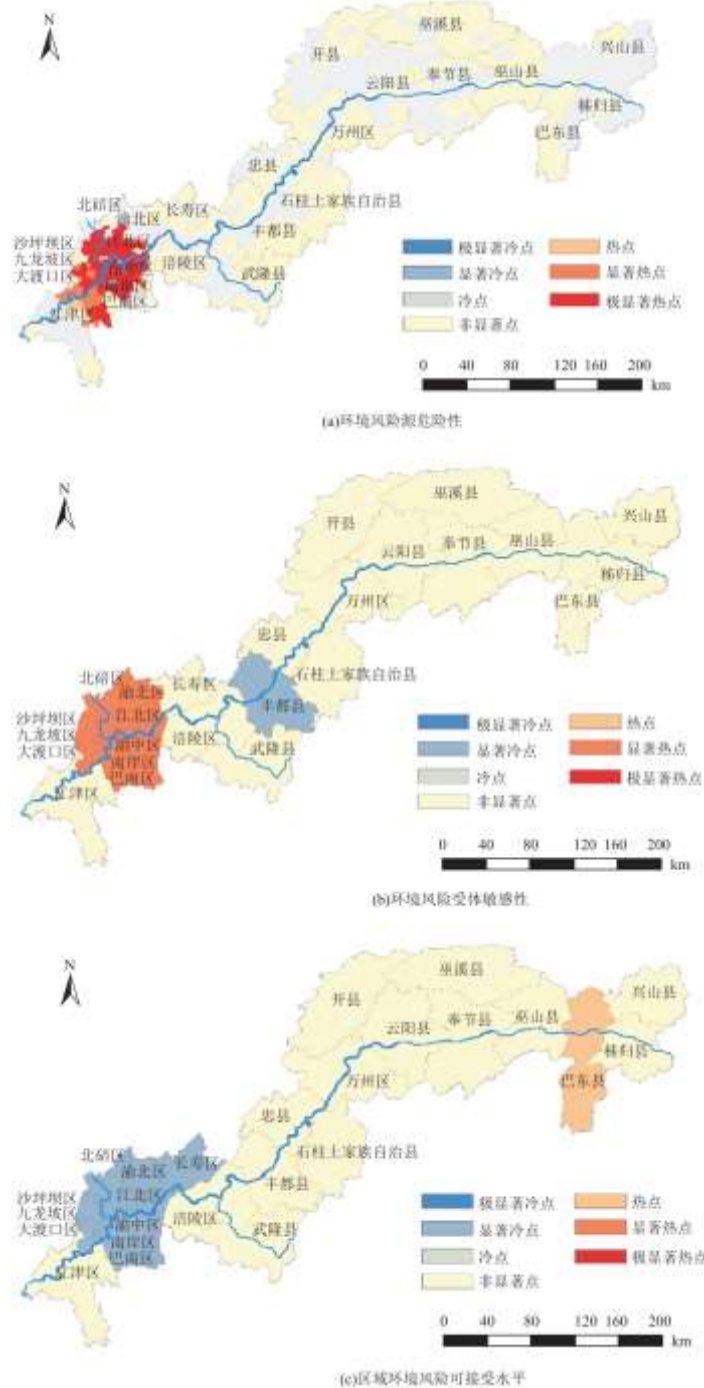 N
巫溪县
开县
兴山县
云阳县
奉节县
巫山县
秭归县
万州区
巴东县
忠县
石柱土家族自治县
北碚区
渝北区
长寿区
丰都县
沙坪坝区
九龙坡区
大渡口区
涪陵区
武隆县
江津区
极显著冷点
热点
显著冷点
显著热点
冷点
极显著热点
非显著点
0 40 80 120 160 200
km
(a)环境风险源危险性
N
巫溪县
开县
兴山县
云阳县
奉节县
巫山县
秭归县
万州区
巴东县
忠县
石柱土家族自治县
北碚区
渝北区
长寿区
丰都县
沙坪坝区
江北区
九龙坡区
大渡口区
渝中区
涪陵区
南岸区
武隆县
巴南区
江津区
极显著冷点
热点
显著冷点
显著热点
冷点
极显著热点
非显著点
0 40 80 120 160 200
km
(b)环境风险受体敏感性
N
巫溪县
开县
兴山县
云阳县
奉节县
巫山县
秭归县
万州区
巴东县
忠县
石柱土家族自治县
北碚区
渝北区
长寿区
丰都县
沙坪坝区
江北区
九龙坡区
大渡口区
渝中区
涪陵区
南岸区
武隆县
巴南区
江津区
极显著冷点
热点
显著冷点
显著热点
冷点
极显著热点
非显著点
0 40 80 120 160 200
km
(c)区域环境风险可接受水平